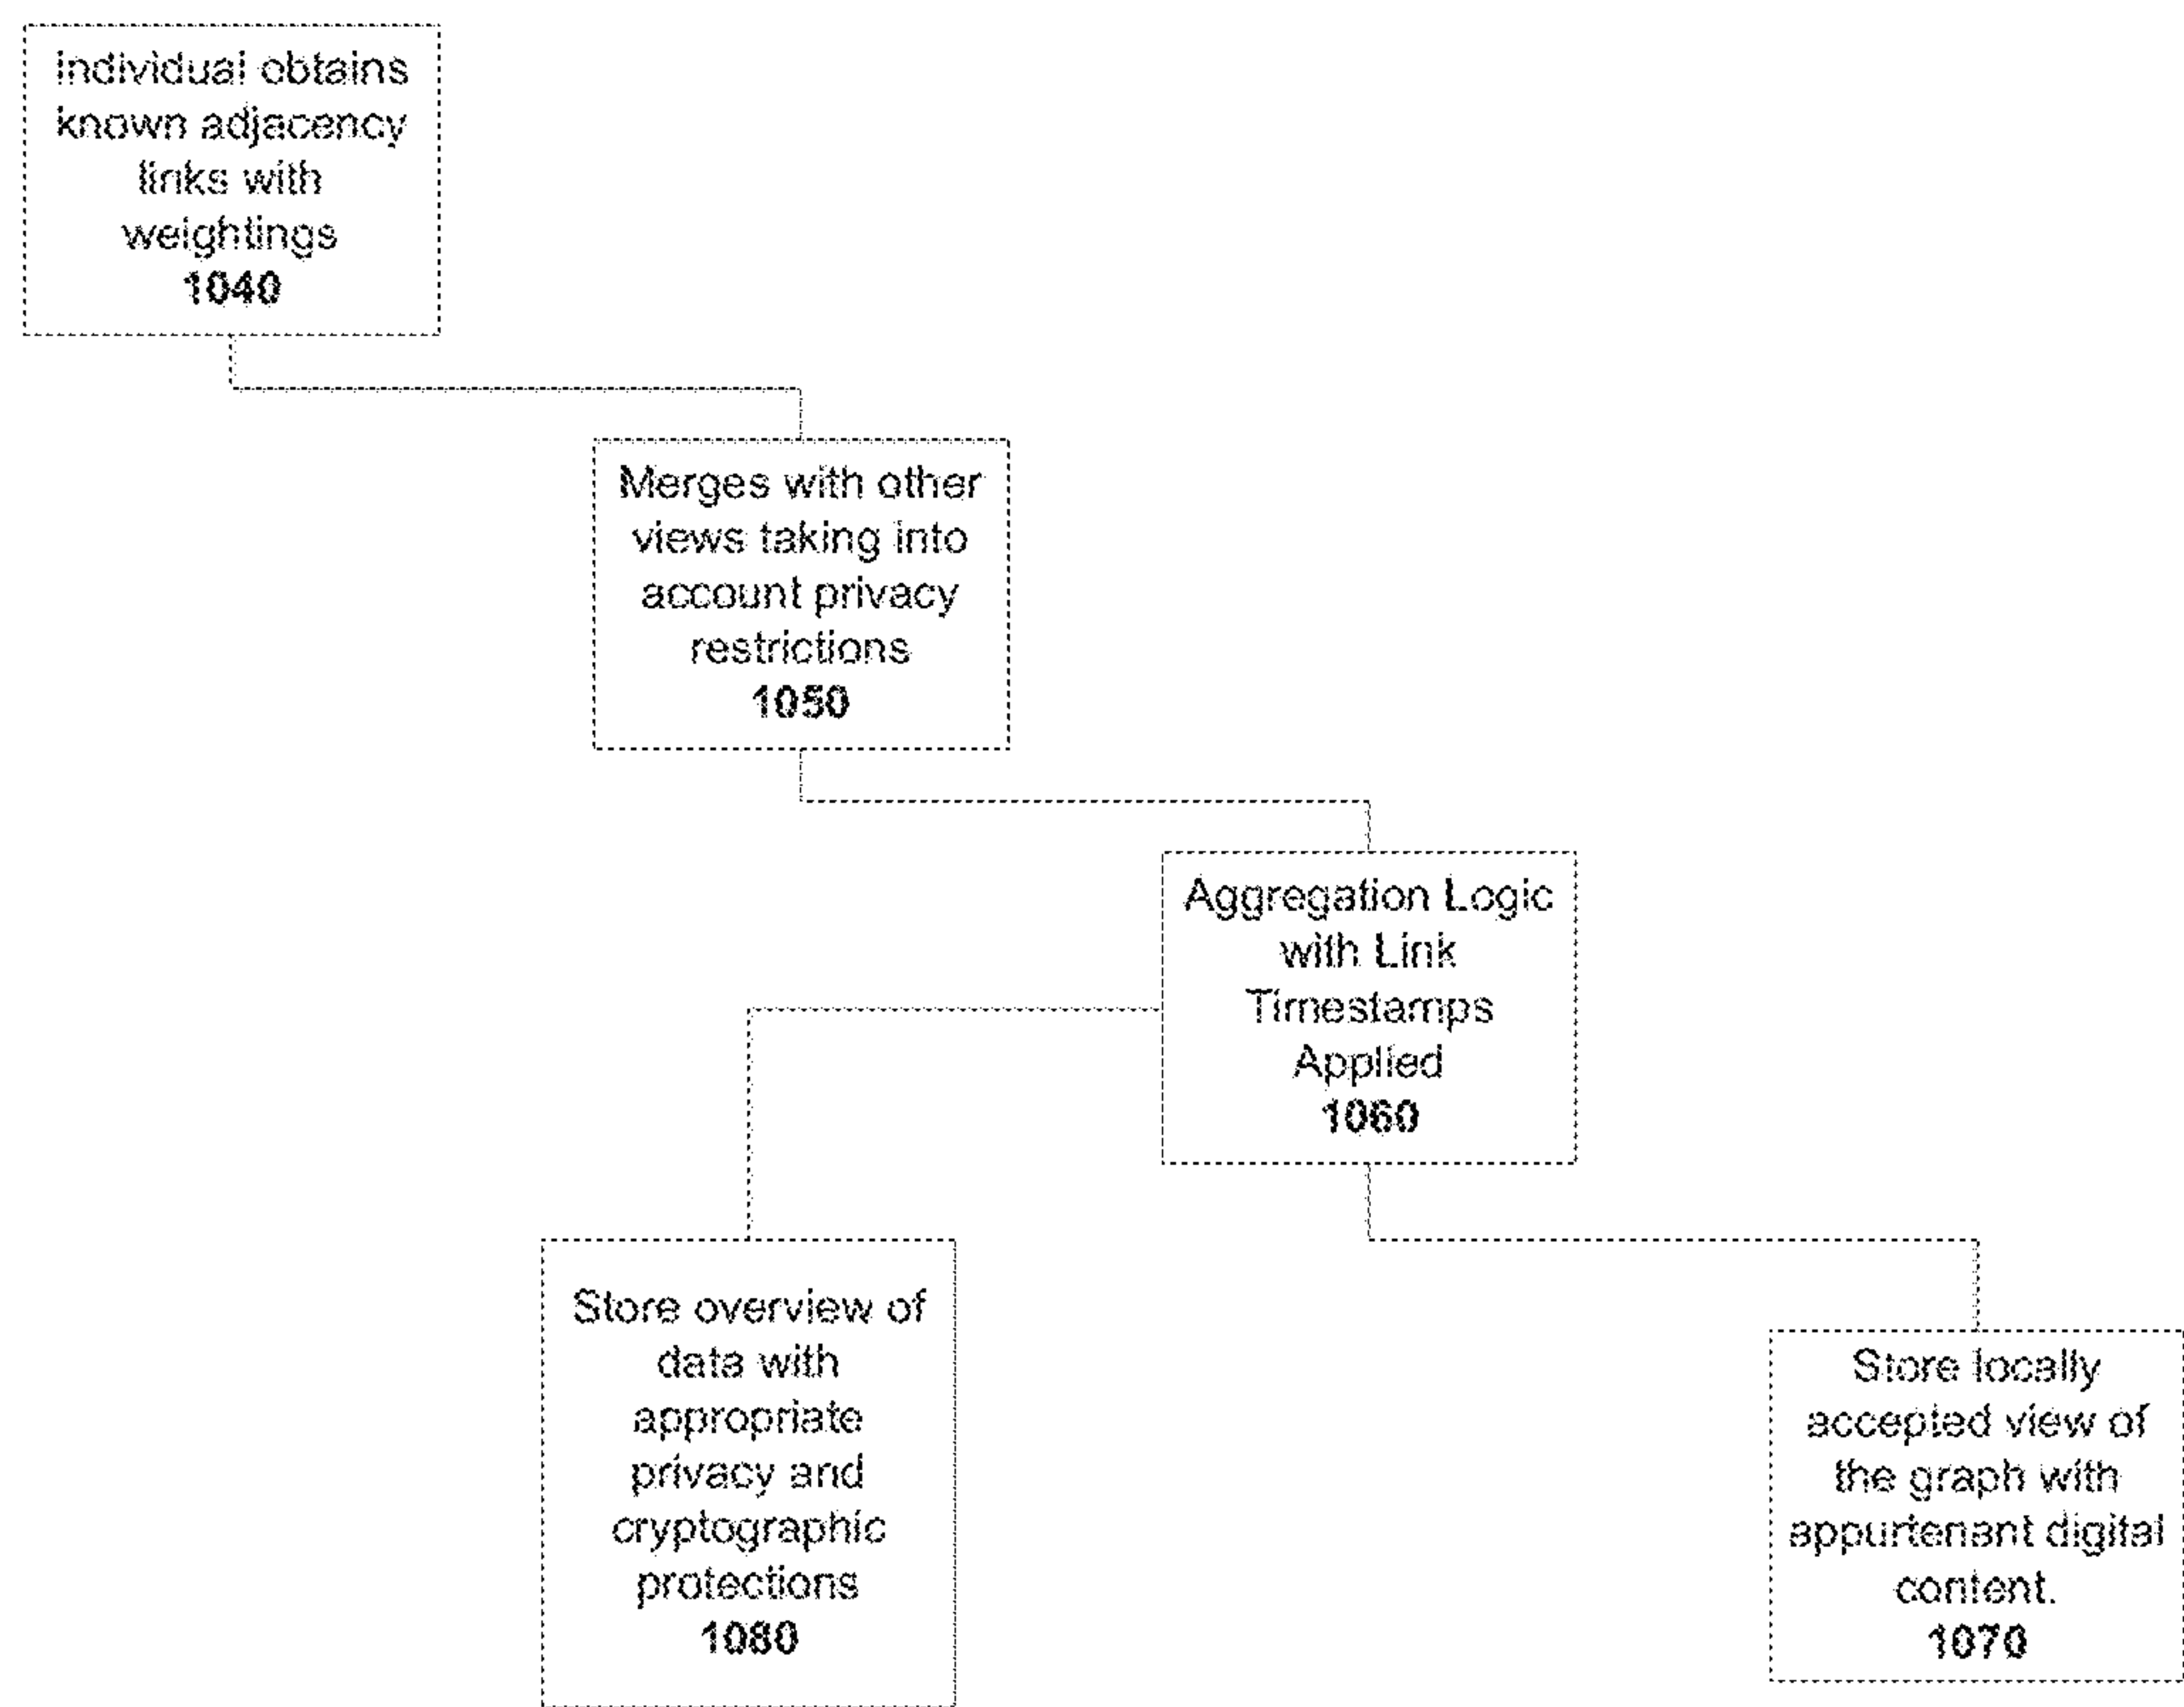 Individual obtains
known adjacency
links with
weightings
1040
Merges with other
views taking into
account privacy
restrictions
1050
Aggregation Logic
with Link
Timestamps
Applied
1060
Store overview of
data with
appropriate
privacy and
cryptographic
protections
1080
Store locally
accepted view of
the graph with
appurtenant digital
content.
1070